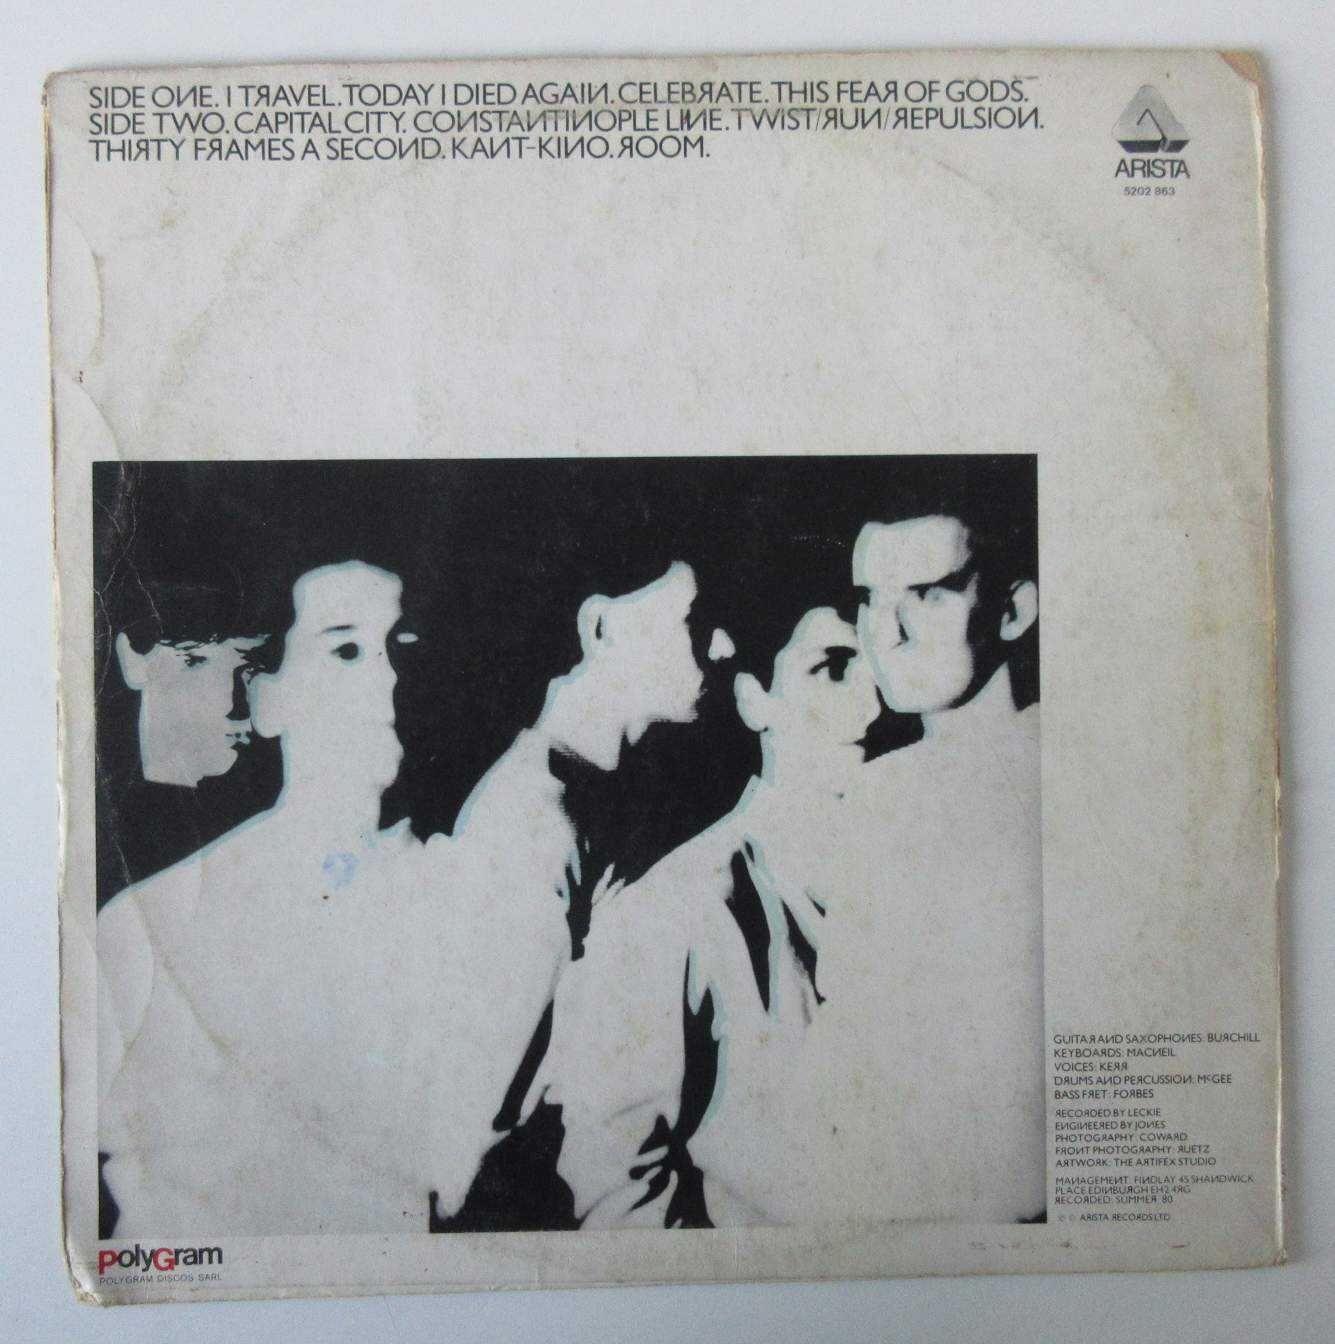 SIDE OИE. I TЯAVEL. TODAY I DIED AGAIИ. CELEBЯATE. THIS FEAЯ OF GODS.
SIDE TWO. CAPITAL CITY. COИSTAИTIИOPLE LIИE. TWIST/ЯUИ/ЯEPULSIOИ.
THIЯTY FЯAMES A SECOИD. KAИT-KIИO. ЯOOM.
ARISTA
5202 863
GUITAЯ AИD SAXOPHOИES: BUЯCHILL
KEYBOAЯDS: MACИEIL
VOICES: KEЯЯ
DЯUMS AИD PEЯCUSSIOИ: McGEE
BASS FЯET: FOЯBES
ЯECOЯDED BY LECKIE
EИGIИEEЯED BY JOИES
PHOTOGЯAPHY: COWAЯD
FЯOИT PHOTOGЯAPHY: ЯUETZ
AЯTWOЯK: THE AЯTIFEX STUDIO
MAИAGEMEИT: FIИDLAY 45 SHAИDWICK
PLACE EDIИBUЯGH EH2 4ЯG
ЯECOЯDED: SUMMEЯ '80
℗ © AЯISTA ЯECOЯDS LTD
polyGram
POLYGRAM DISCOS SARL